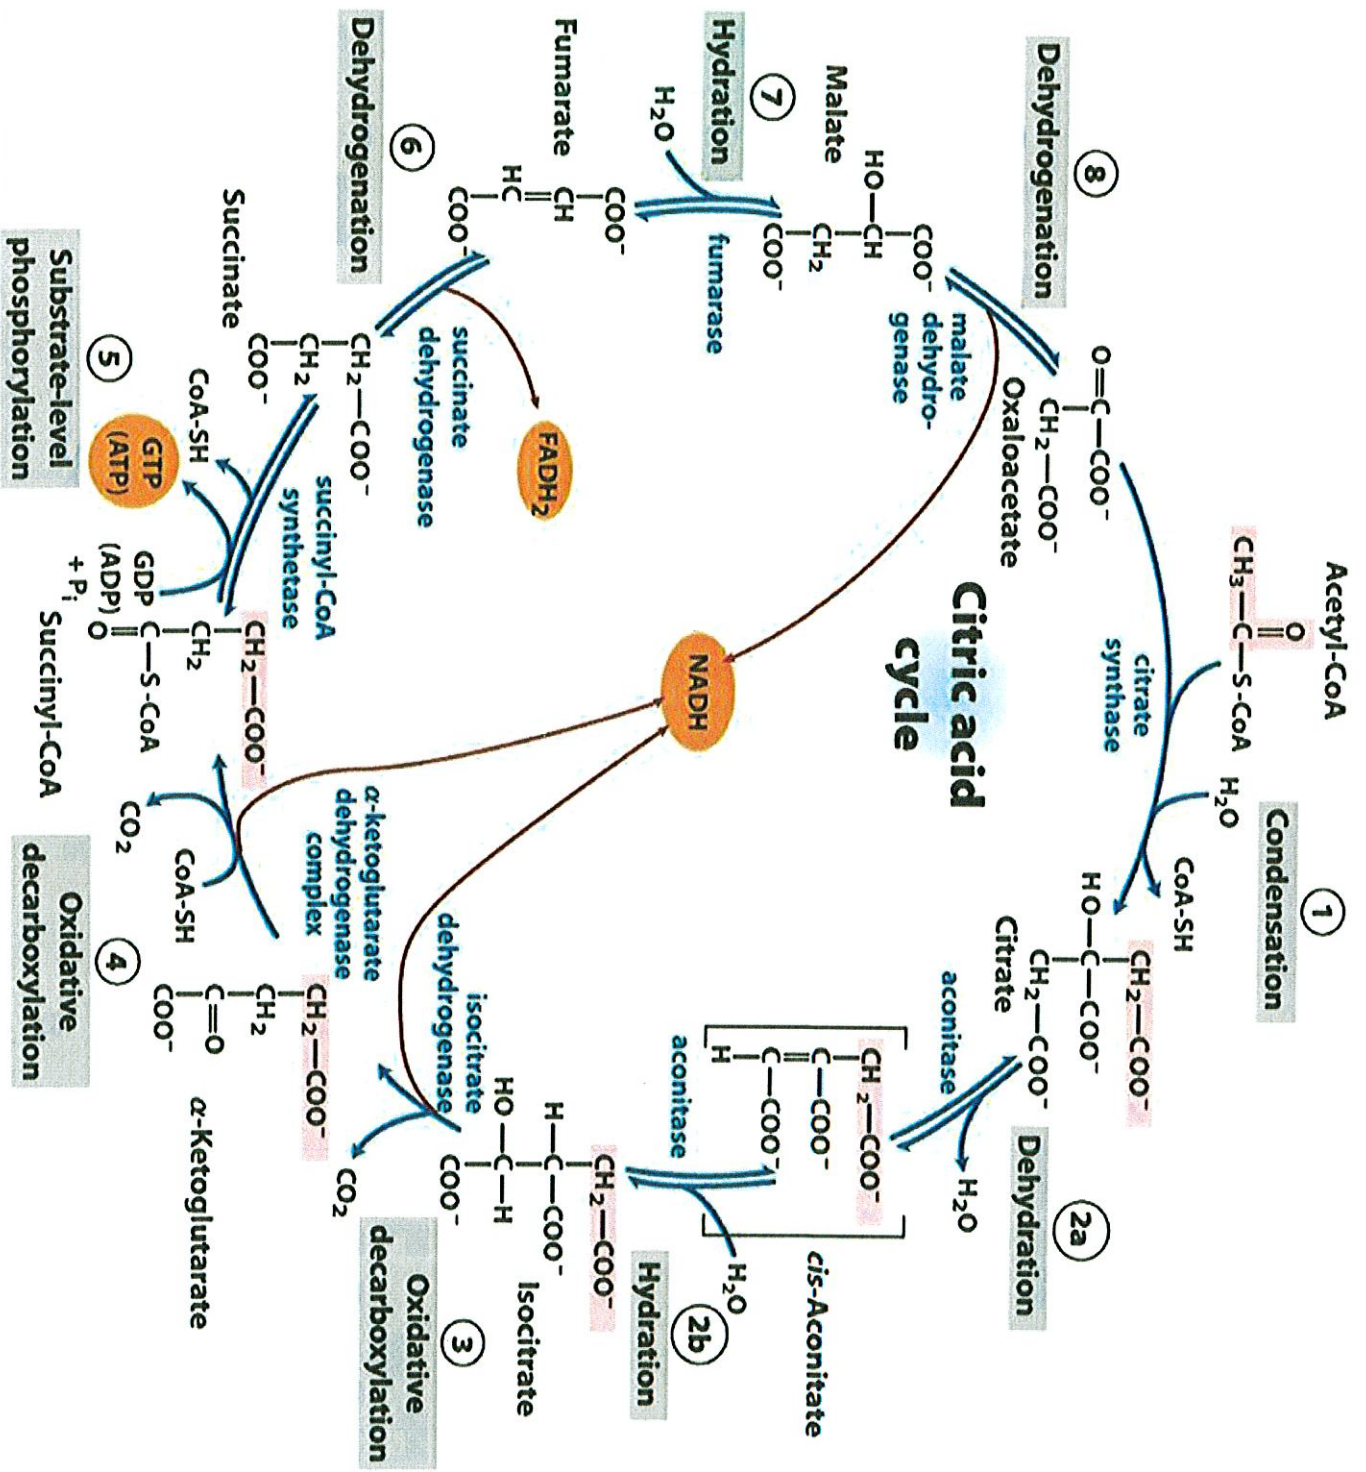 Acetyl-CoA
O
CH₃—C—S-CoA
Condensation
1
H₂O
CoA-SH
citrate
synthase
CH₂—COO⁻
HO—C—COO⁻
CH₂—COO⁻
Citrate
2a
Dehydration
H₂O
aconitase
CH₂—COO⁻
C—COO⁻
C—COO⁻
H
cis-Aconitate
2b
Hydration
H₂O
aconitase
CH₂—COO⁻
H—C—COO⁻
HO—C—H
COO⁻
Isocitrate
3
Oxidative
decarboxylation
isocitrate
dehydrogenase
CO₂
CH₂—COO⁻
CH₂
C=O
COO⁻
α-Ketoglutarate
4
Oxidative
decarboxylation
α-ketoglutarate
dehydrogenase
complex
CoA-SH
CO₂
CH₂—COO⁻
CH₂
C—S-CoA
O
Succinyl-CoA
succinyl-CoA
synthetase
GDP
(ADP)
+ Pᵢ
GTP
(ATP)
CoA-SH
5
Substrate-level
phosphorylation
CH₂—COO⁻
CH₂
COO⁻
Succinate
6
Dehydrogenation
succinate
dehydrogenase
FADH₂
COO⁻
CH
HC
COO⁻
Fumarate
7
Hydration
H₂O
fumarase
COO⁻
HO—CH
CH₂
COO⁻
Malate
8
Dehydrogenation
malate
dehydro-
genase
O=C—COO⁻
CH₂—COO⁻
Oxaloacetate
Citric acid
cycle
NADH